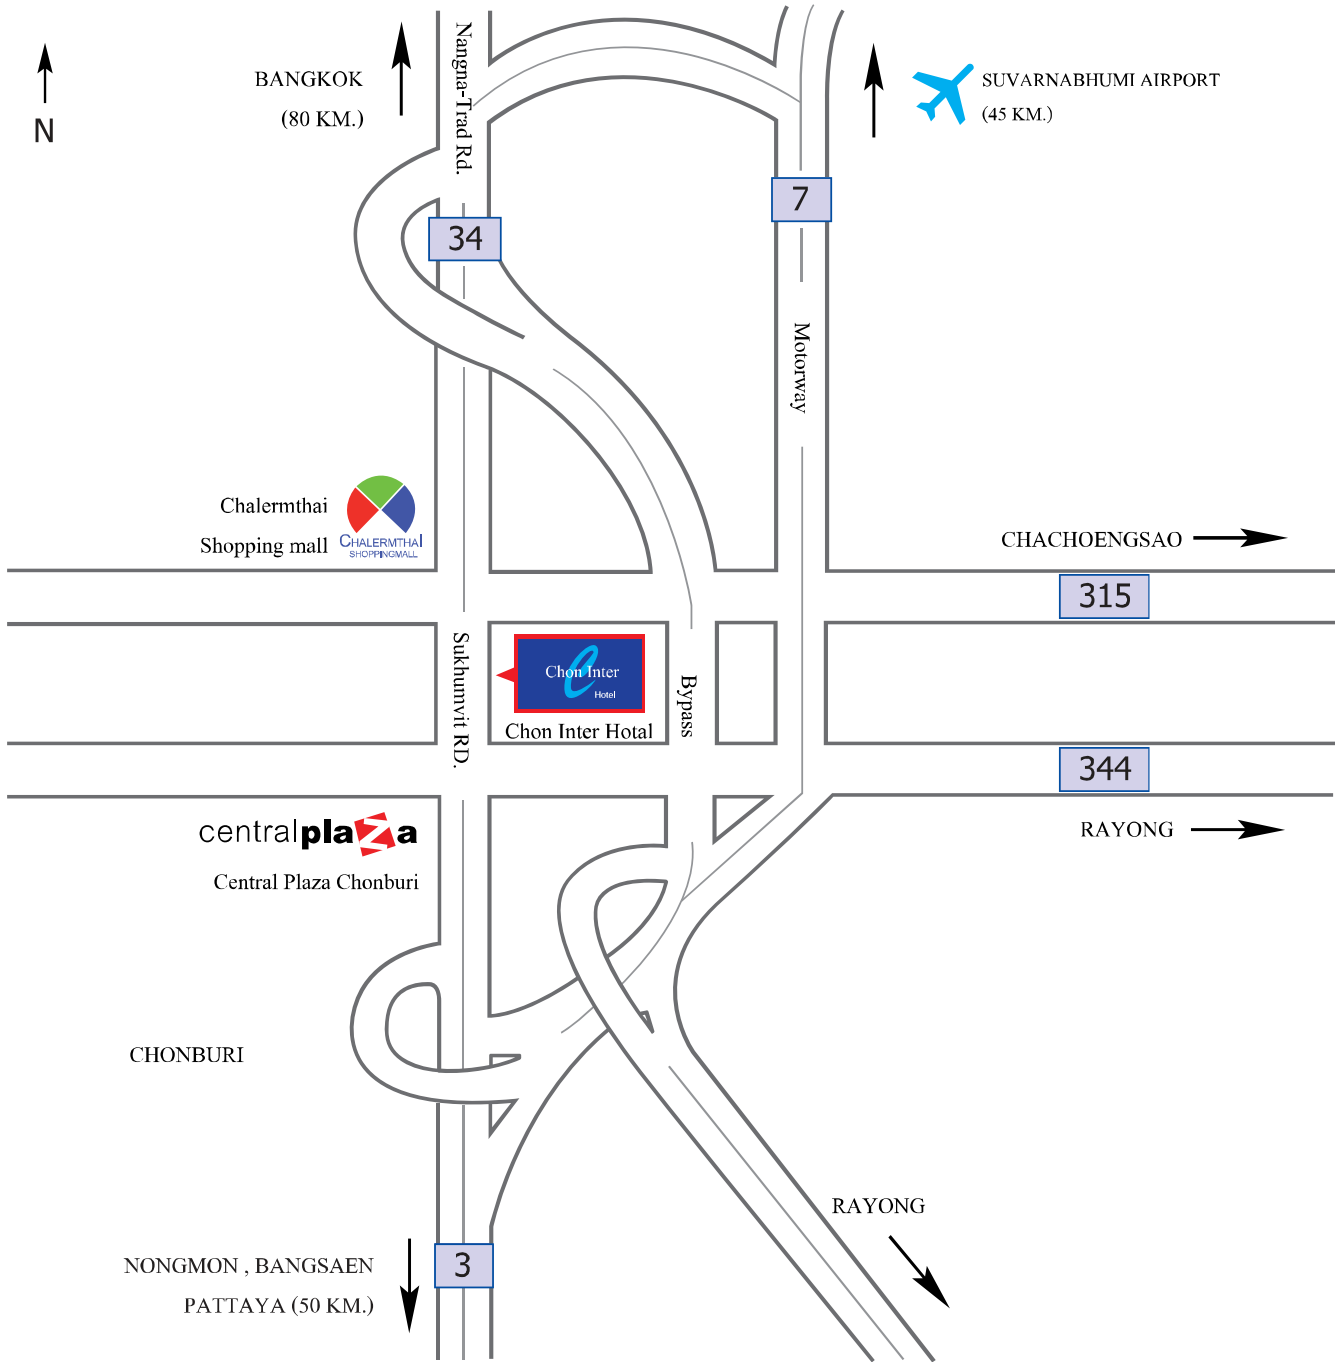 N
BANGKOK
(80 KM.)
Nangna-Trad Rd.
SUVARNABHUMI AIRPORT
(45 KM.)
7
34
Motorway
Chalermthai
Shopping mall
CHALERMTHAI
SHOPPINGMALL
CHACHOENGSAO
315
Sukhumvit RD.
Chon Inter
Hotel
Chon Inter Hotal
Bypass
344
RAYONG
centralplaza
Central Plaza Chonburi
CHONBURI
RAYONG
NONGMON , BANGSAEN
PATTAYA (50 KM.)
3